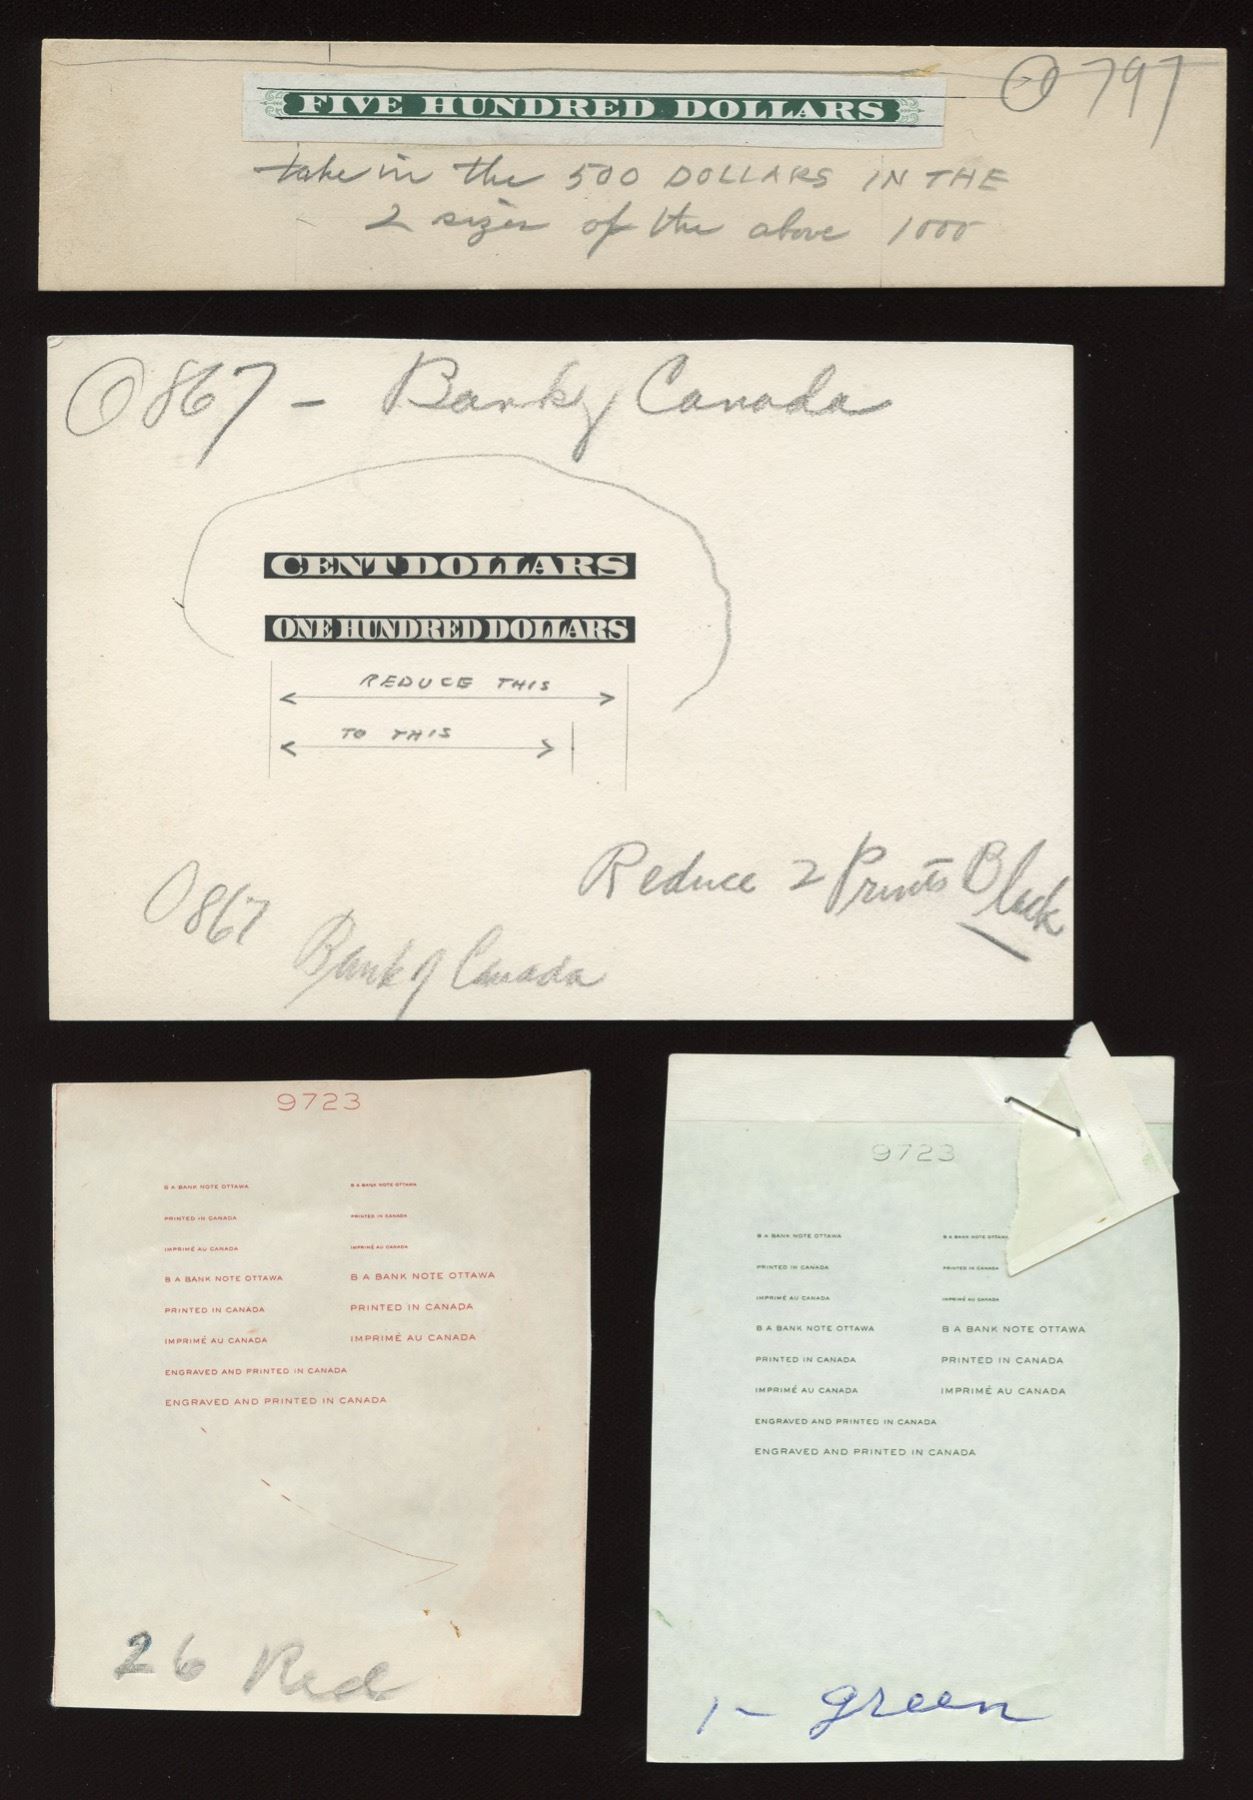 FIVE HUNDRED DOLLARS
O 797
take in the 500 DOLLARS IN THE
2 sizes of the above 1000
O 867 - Bank of Canada
CENT DOLLARS
ONE HUNDRED DOLLARS
REDUCE THIS
TO THIS
Reduce 2 Prints Black
O 867
Bank of Canada
9723
B A BANK NOTE OTTAWA B A BANK NOTE OTTAWA
PRINTED IN CANADA PRINTED IN CANADA
IMPRIMÉ AU CANADA IMPRIMÉ AU CANADA
B A BANK NOTE OTTAWA B A BANK NOTE OTTAWA
PRINTED IN CANADA PRINTED IN CANADA
IMPRIMÉ AU CANADA IMPRIMÉ AU CANADA
ENGRAVED AND PRINTED IN CANADA
ENGRAVED AND PRINTED IN CANADA
26 Red
9723
B A BANK NOTE OTTAWA B A BANK NOTE OTTAWA
PRINTED IN CANADA PRINTED IN CANADA
IMPRIMÉ AU CANADA IMPRIMÉ AU CANADA
B A BANK NOTE OTTAWA B A BANK NOTE OTTAWA
PRINTED IN CANADA PRINTED IN CANADA
IMPRIMÉ AU CANADA IMPRIMÉ AU CANADA
ENGRAVED AND PRINTED IN CANADA
ENGRAVED AND PRINTED IN CANADA
1- green